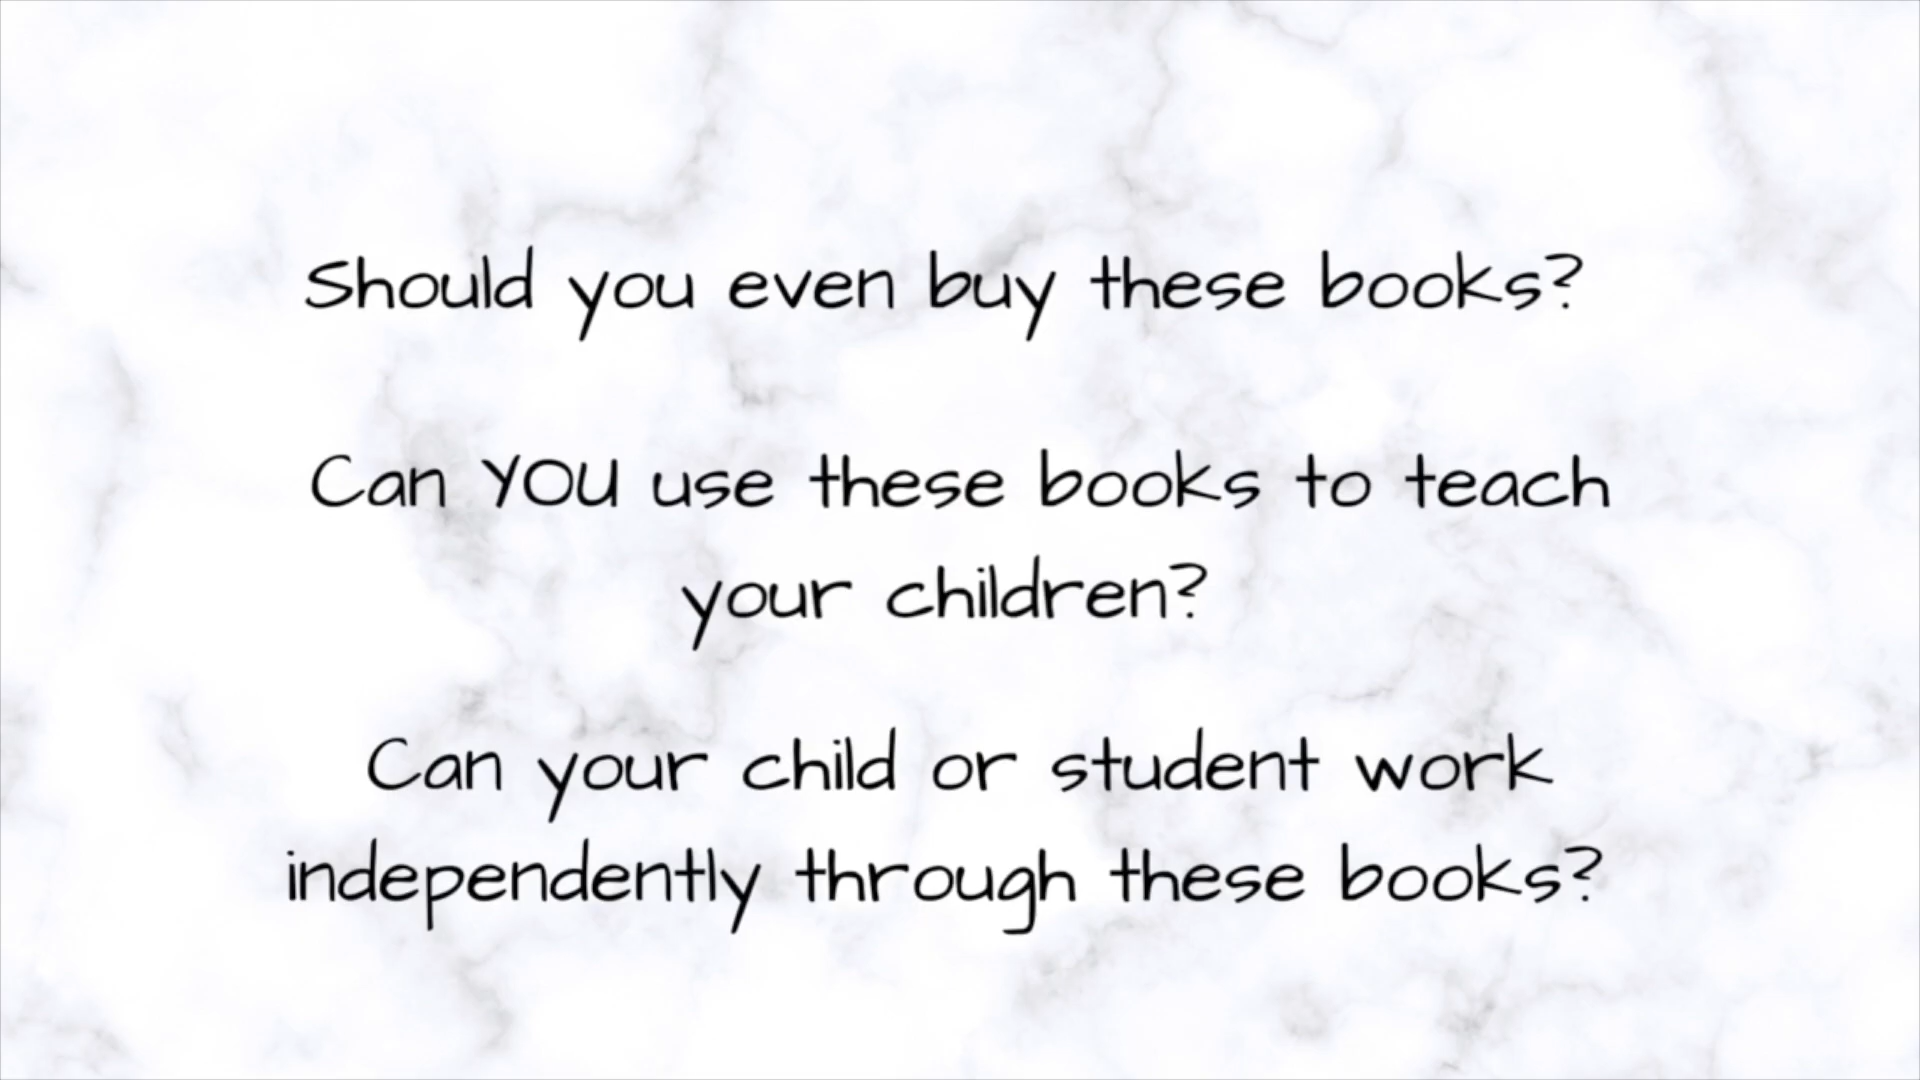 Should you even buy these books?
Can YOU use these books to teach
your children?
Can your child or student work
independently through these books?